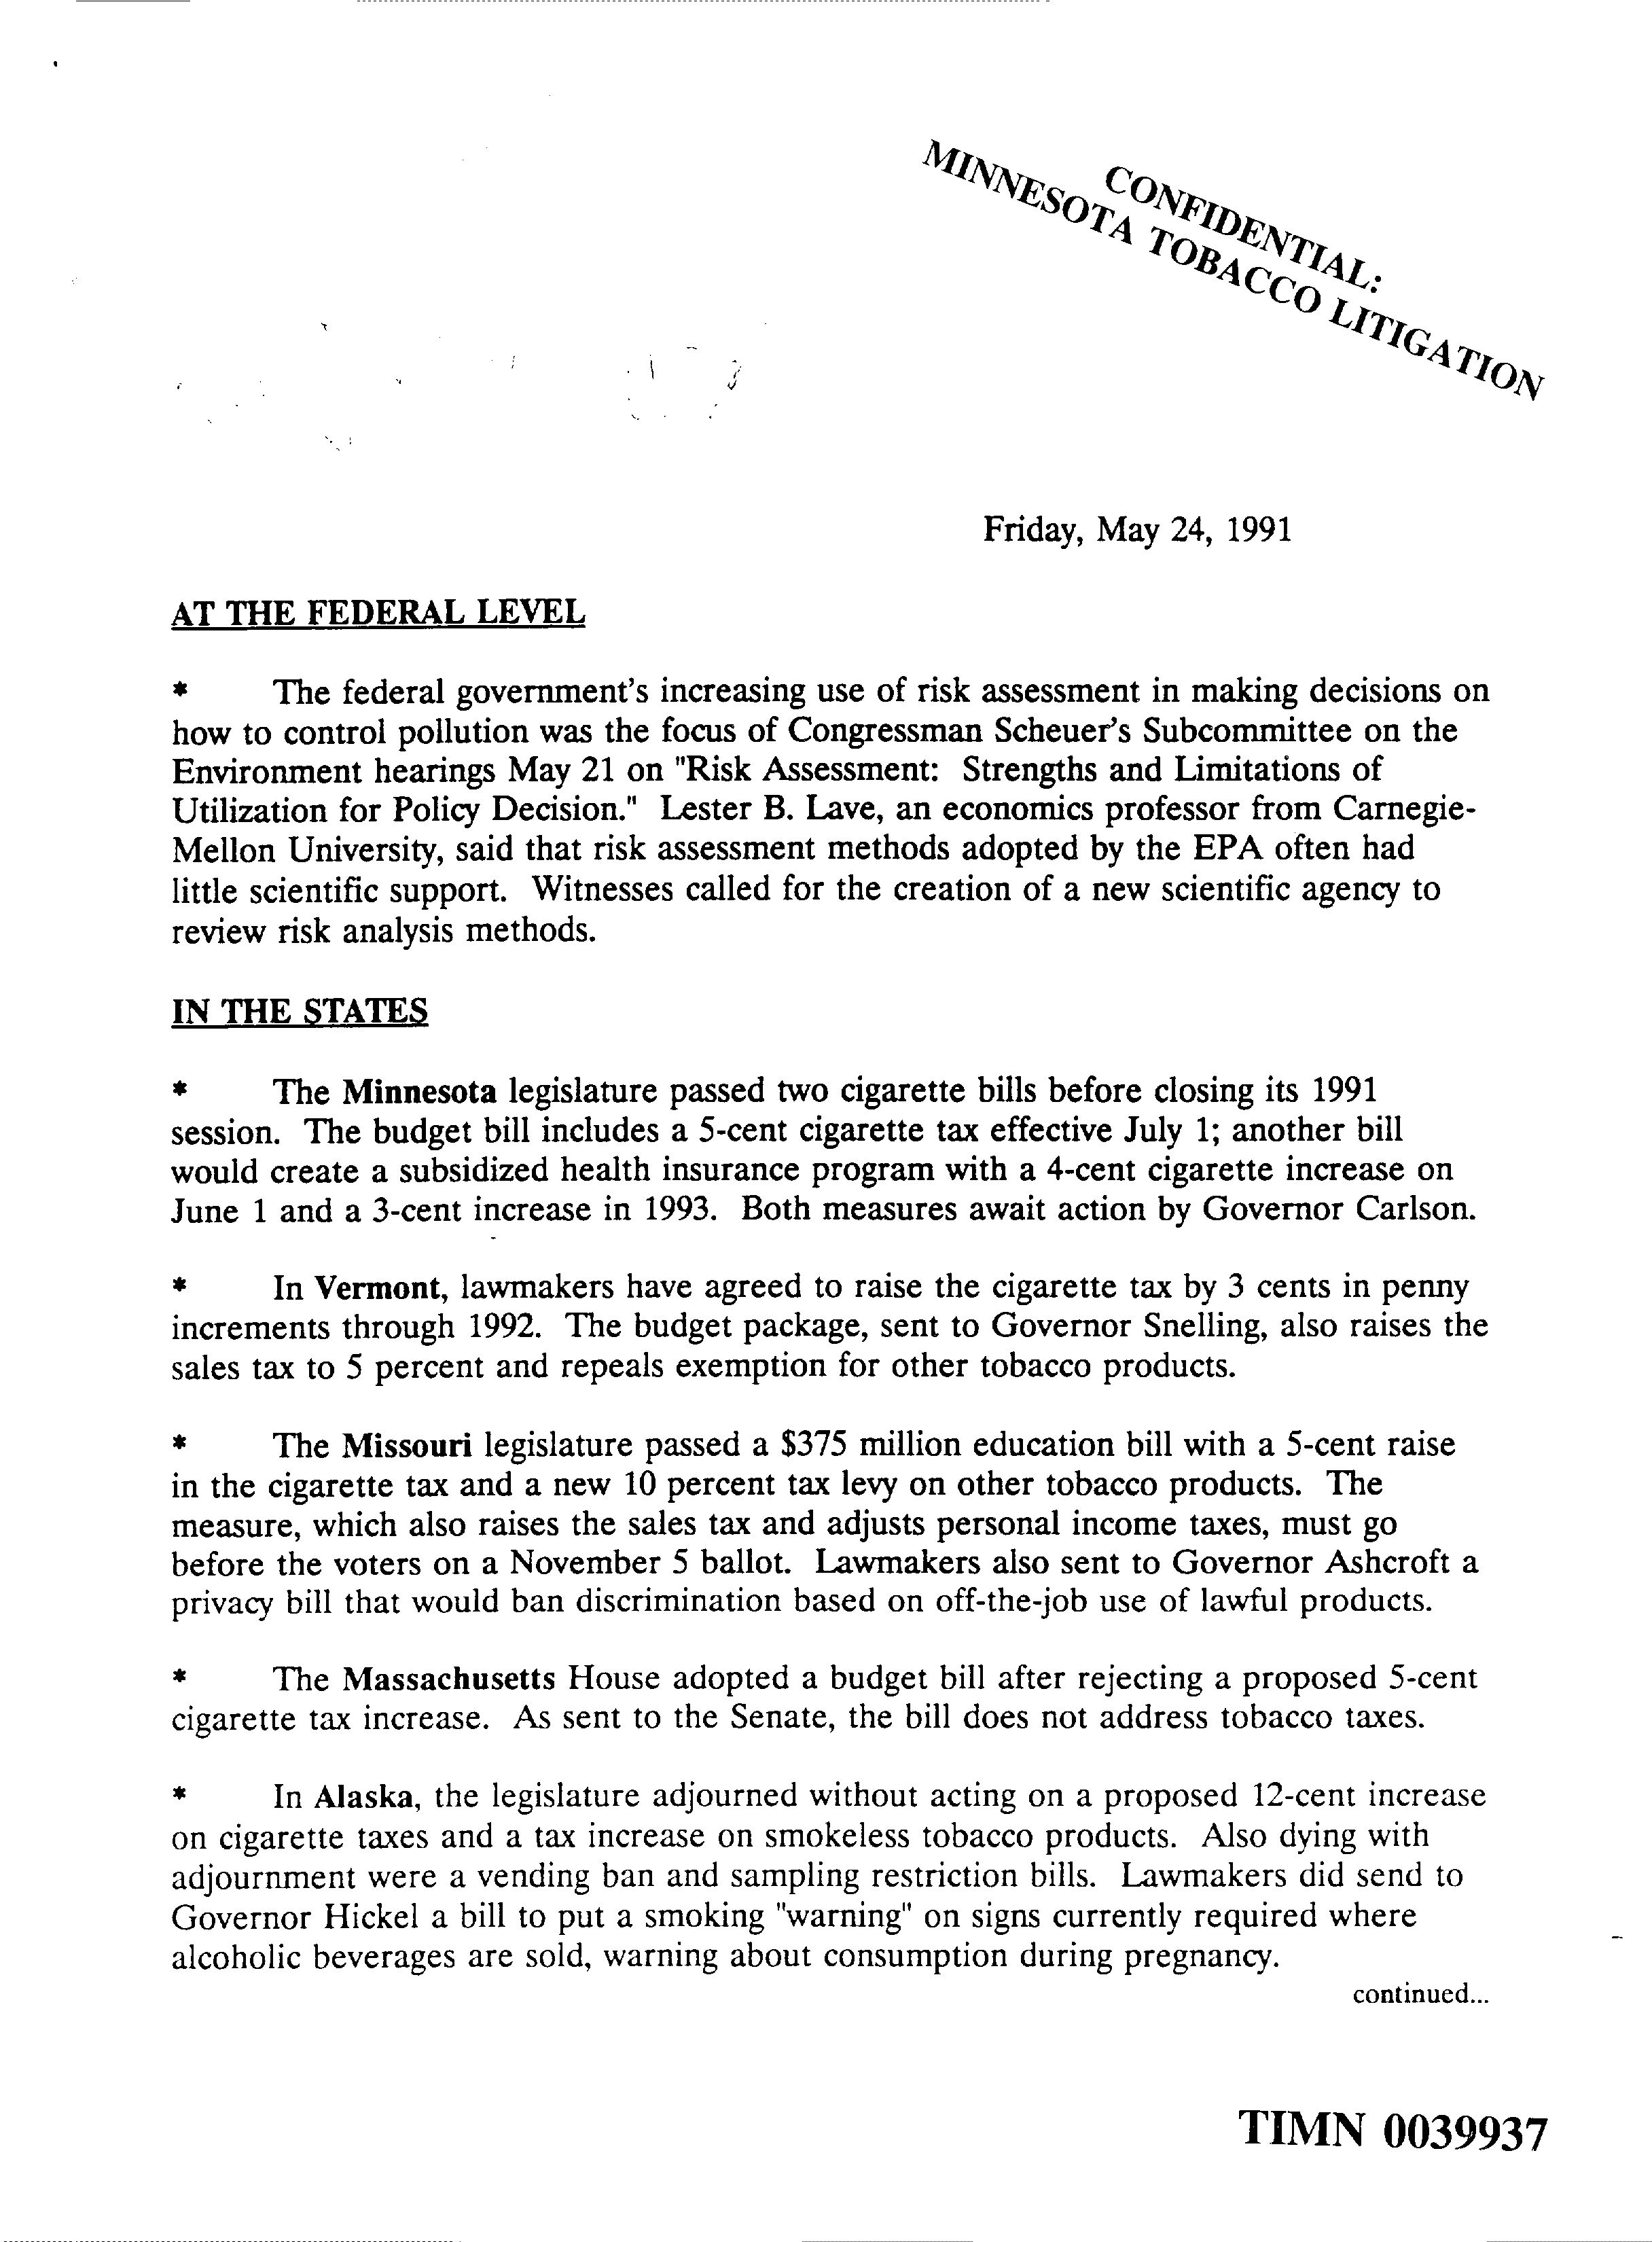 CONFIDENTIAL:
MINNESOTA TOBACCO LITIGATION
Friday, May 24, 1991
AT THE FEDERAL LEVEL
* The federal government's increasing use of risk assessment in making decisions on
how to control pollution was the focus of Congressman Scheuer's Subcommittee on the
Environment hearings May 21 on "Risk Assessment: Strengths and Limitations of
Utilization for Policy Decision." Lester B. Lave, an economics professor from Carnegie-
Mellon University, said that risk assessment methods adopted by the EPA often had
little scientific support. Witnesses called for the creation of a new scientific agency to
review risk analysis methods.
IN THE STATES
* The Minnesota legislature passed two cigarette bills before closing its 1991
session. The budget bill includes a 5-cent cigarette tax effective July 1; another bill
would create a subsidized health insurance program with a 4-cent cigarette increase on
June 1 and a 3-cent increase in 1993. Both measures await action by Governor Carlson.
* In Vermont, lawmakers have agreed to raise the cigarette tax by 3 cents in penny
increments through 1992. The budget package, sent to Governor Snelling, also raises the
sales tax to 5 percent and repeals exemption for other tobacco products.
* The Missouri legislature passed a $375 million education bill with a 5-cent raise
in the cigarette tax and a new 10 percent tax levy on other tobacco products. The
measure, which also raises the sales tax and adjusts personal income taxes, must go
before the voters on a November 5 ballot. Lawmakers also sent to Governor Ashcroft a
privacy bill that would ban discrimination based on off-the-job use of lawful products.
* The Massachusetts House adopted a budget bill after rejecting a proposed 5-cent
cigarette tax increase. As sent to the Senate, the bill does not address tobacco taxes.
* In Alaska, the legislature adjourned without acting on a proposed 12-cent increase
on cigarette taxes and a tax increase on smokeless tobacco products. Also dying with
adjournment were a vending ban and sampling restriction bills. Lawmakers did send to
Governor Hickel a bill to put a smoking "warning" on signs currently required where
alcoholic beverages are sold, warning about consumption during pregnancy.
continued...
TIMN 0039937